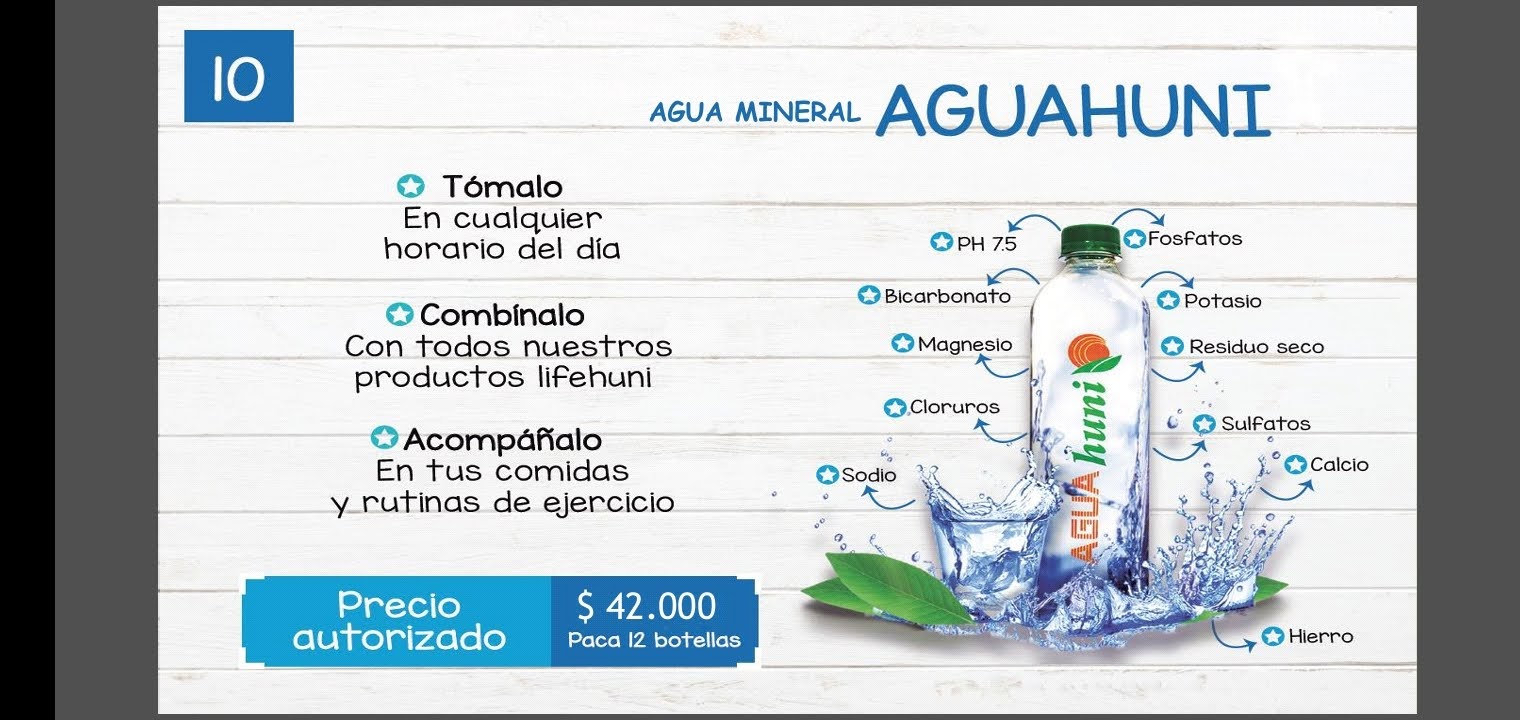 10
AGUA MINERAL AGUAHUNI
Tómalo
En cualquier
horario del día
Combínalo
Con todos nuestros
productos lifehuni
Acompáñalo
En tus comidas
y rutinas de ejercicio
Precio
autorizado
$ 42.000
Paca 12 botellas
PH 7.5
Fosfatos
Bicarbonato
Potasio
Magnesio
Residuo seco
Cloruros
Sulfatos
Sodio
Calcio
Hierro
AGUA huni